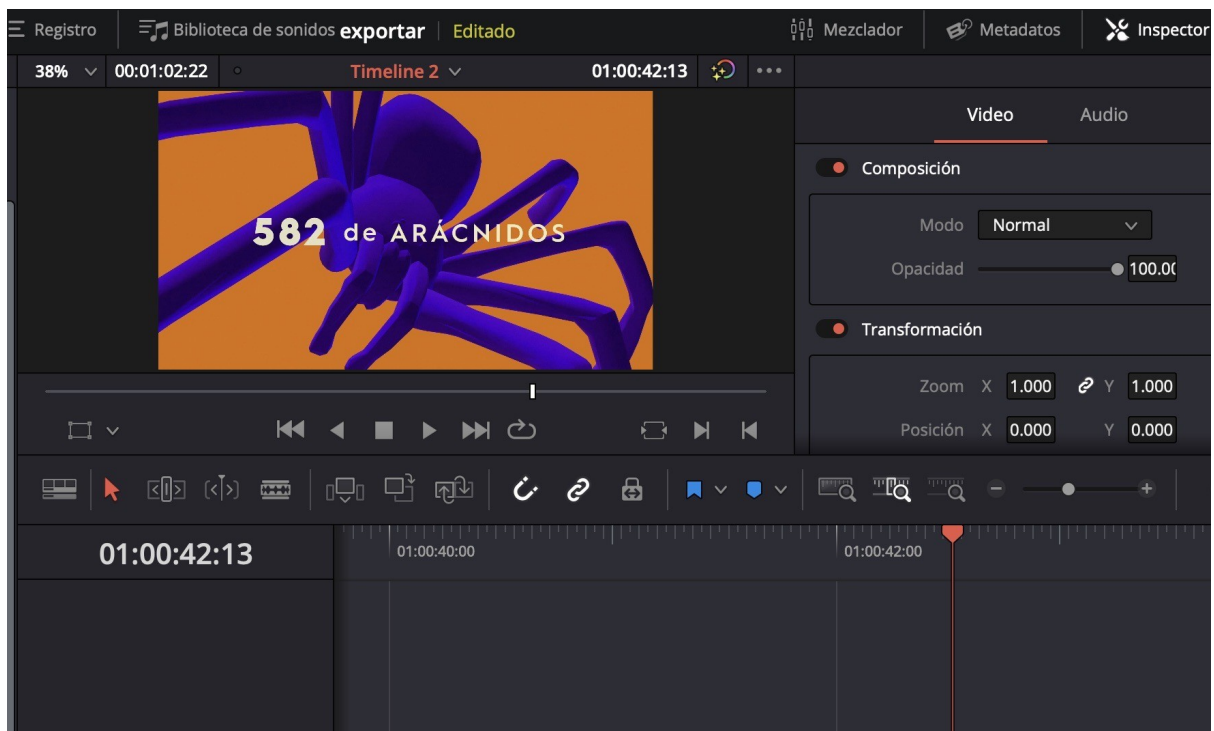 Registro
Biblioteca de sonidos
exportar
Editado
Mezclador
Metadatos
Inspector
38%
00:01:02:22
Timeline 2
01:00:42:13
Video
Audio
582 de ARÁCNIDOS
Composición
Modo Normal
Opacidad 100.00
Transformación
Zoom X 1.000 Y 1.000
Posición X 0.000 Y 0.000
01:00:42:13
01:00:40:00
01:00:42:00